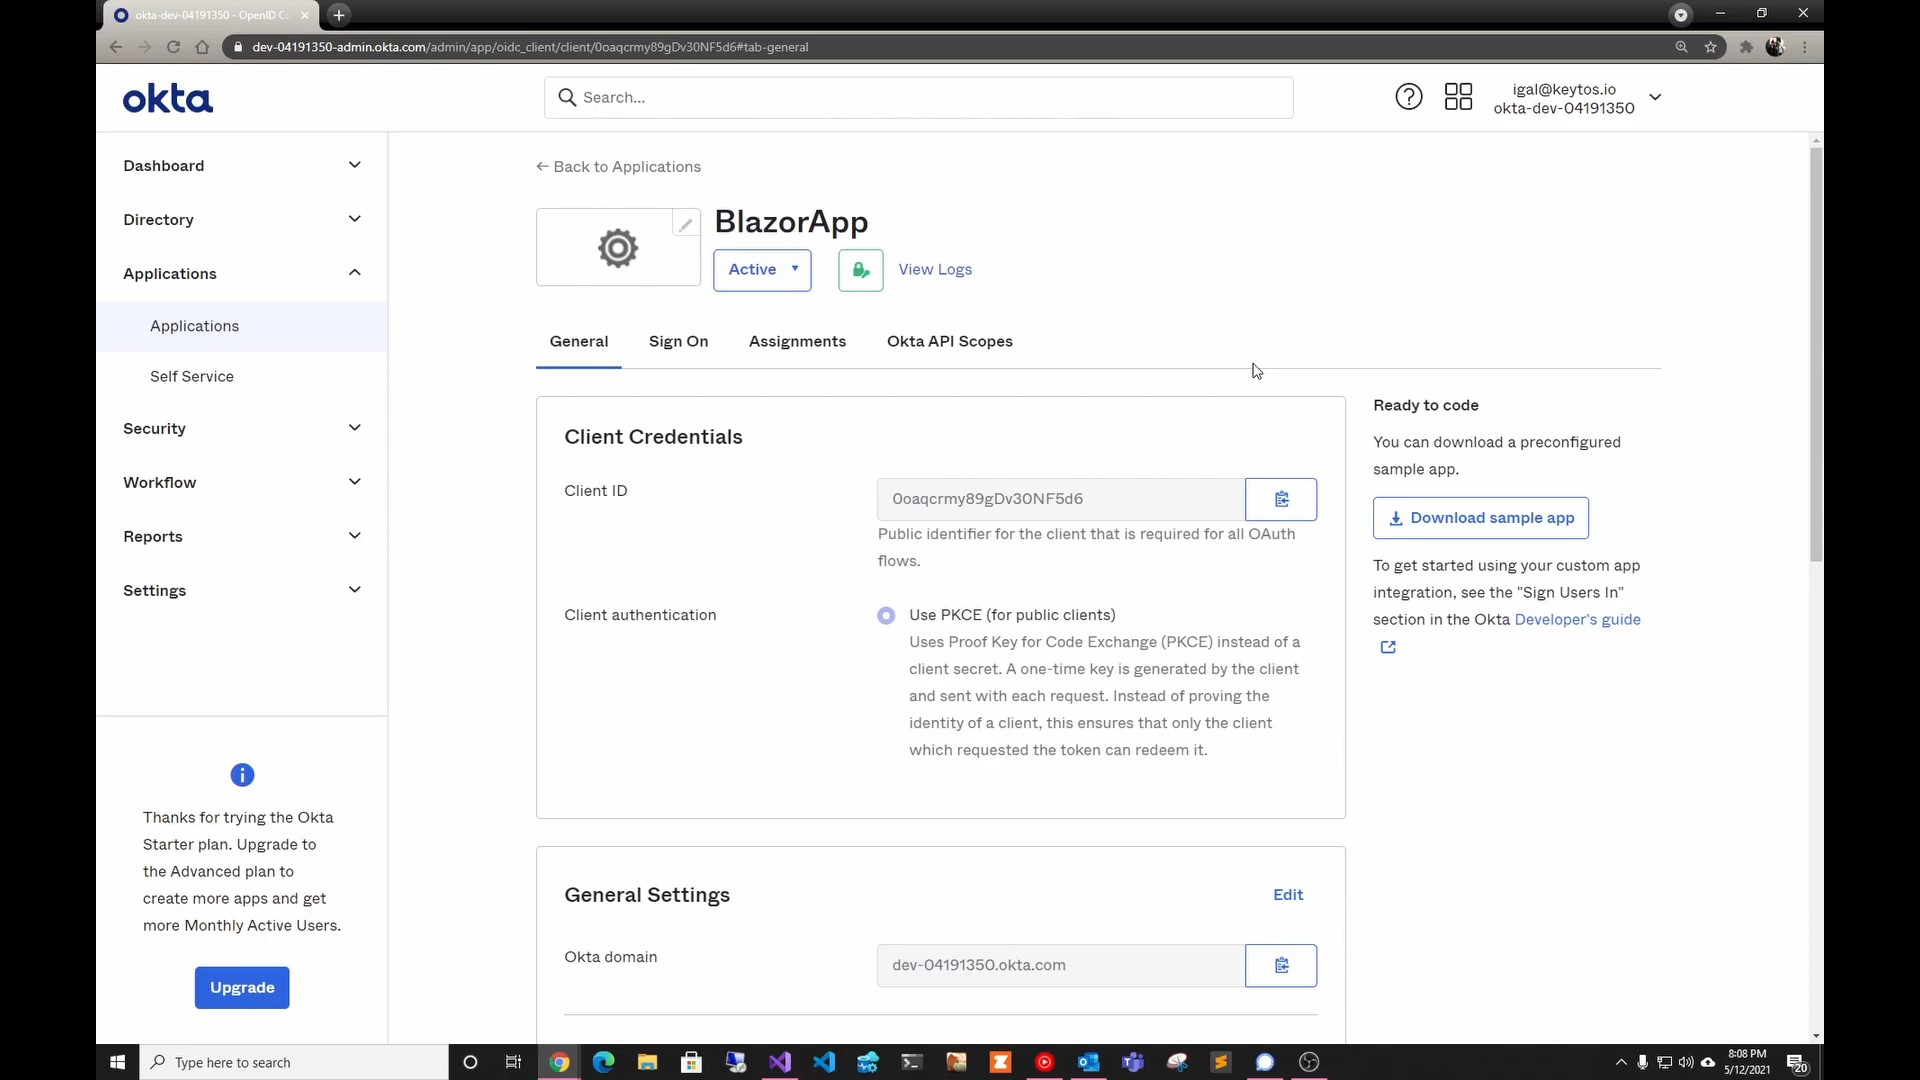 okta-dev-04191350 - OpenID Co
dev-04191350-admin.okta.com/admin/app/oidc_client/client/0oaqcrmy89gDv30NF5d6#tab-general
okta
Search...
igal@keytos.io
okta-dev-04191350
Dashboard
Directory
Applications
Applications
Self Service
Security
Workflow
Reports
Settings
Thanks for trying the Okta
Starter plan. Upgrade to
the Advanced plan to
create more apps and get
more Monthly Active Users.
Upgrade
← Back to Applications
BlazorApp
Active
View Logs
General
Sign On
Assignments
Okta API Scopes
Client Credentials
Client ID
0oaqcrmy89gDv30NF5d6
Public identifier for the client that is required for all OAuth
flows.
Client authentication
Use PKCE (for public clients)
Uses Proof Key for Code Exchange (PKCE) instead of a
client secret. A one-time key is generated by the client
and sent with each request. Instead of proving the
identity of a client, this ensures that only the client
which requested the token can redeem it.
General Settings
Edit
Okta domain
dev-04191350.okta.com
Ready to code
You can download a preconfigured
sample app.
Download sample app
To get started using your custom app
integration, see the "Sign Users In"
section in the Okta Developer's guide
Type here to search
8:08 PM
5/12/2021
20